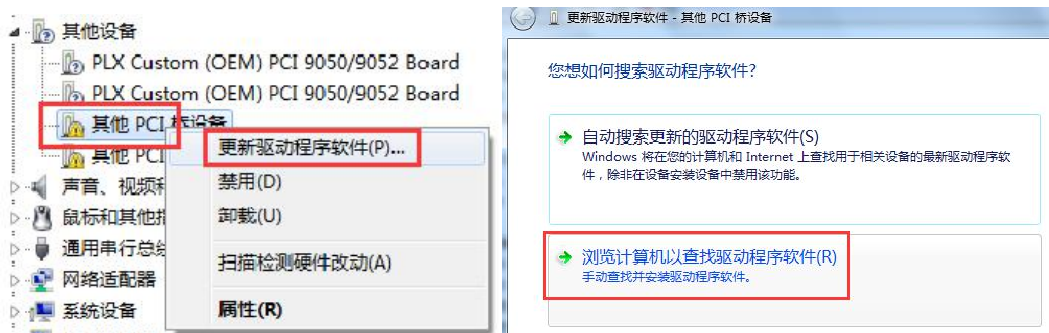 其他设备
PLX Custom (OEM) PCI 9050/9052 Board
PLX Custom (OEM) PCI 9050/9052 Board
其他 PCI 桥设备
其他 PCI
声音、视频
鼠标和其他
通用串行总
网络适配器
系统设备
更新驱动程序软件(P)...
禁用(D)
卸载(U)
扫描检测硬件改动(A)
属性(R)
更新驱动程序软件 - 其他 PCI 桥设备
您想如何搜索驱动程序软件?
自动搜索更新的驱动程序软件(S)
Windows 将在您的计算机和 Internet 上查找用于相关设备的最新驱动程序软
件，除非在设备安装设备中禁用该功能。
浏览计算机以查找驱动程序软件(R)
手动查找并安装驱动程序软件。